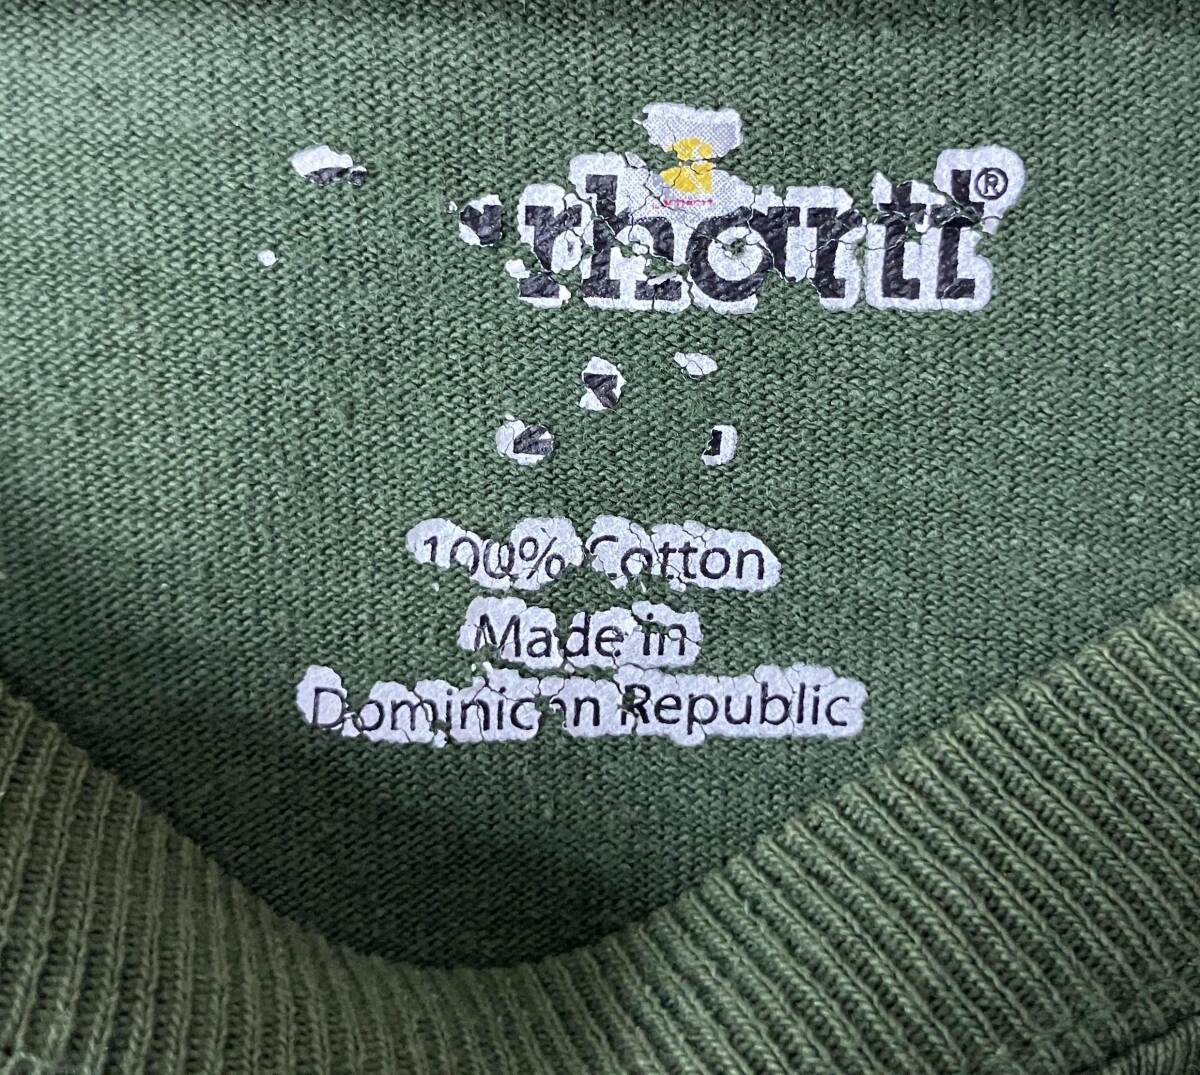 rhartt®
100% Cotton
Made in
Dominican Republic